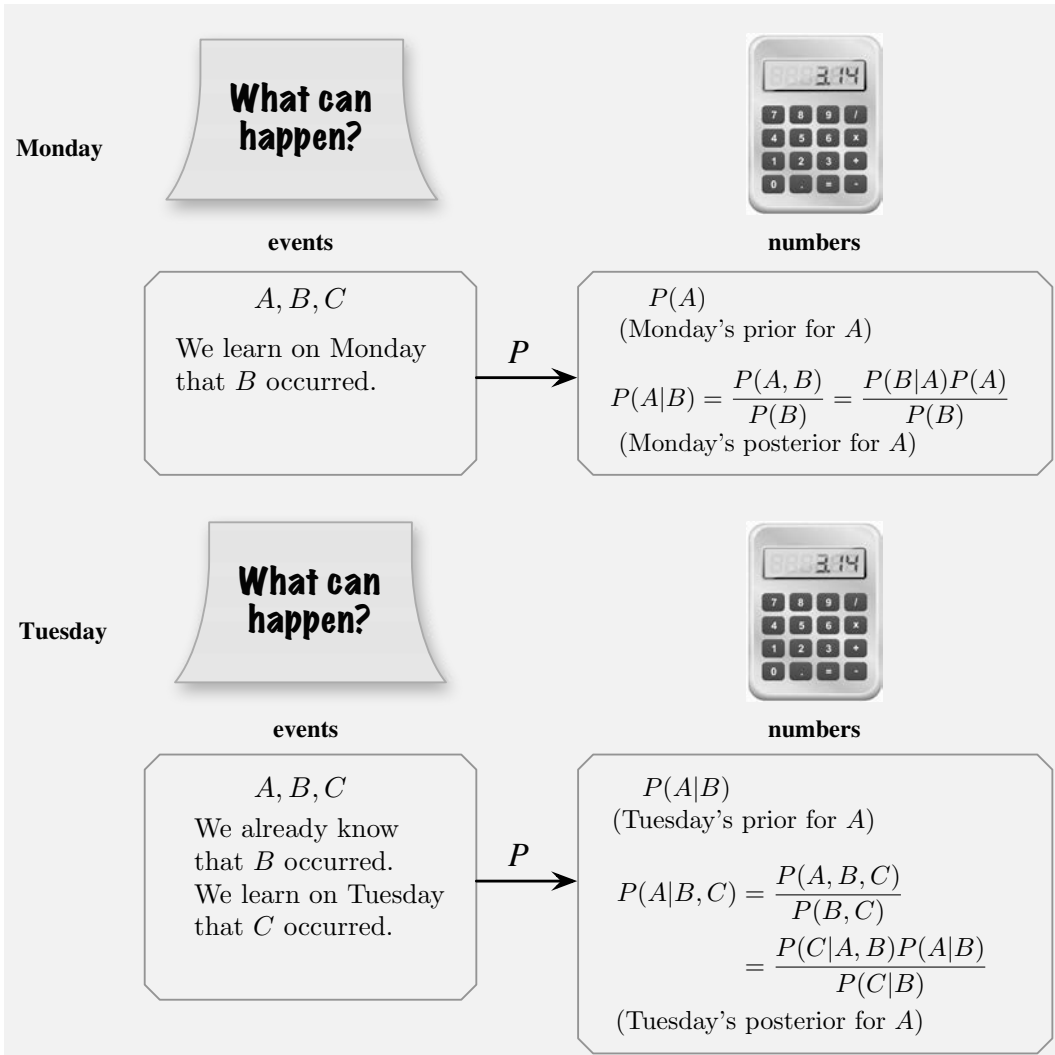 What can
happen?
3.14
7 8 9 /
4 5 6 x
1 2 3 +
0 . = -
Monday
events
numbers
A, B, C
We learn on Monday
that B occurred.
P
P(A)
(Monday's prior for A)
P(A|B) = P(A, B) / P(B) = P(B|A)P(A) / P(B)
(Monday's posterior for A)
What can
happen?
3.14
7 8 9 /
4 5 6 x
1 2 3 +
0 . = -
Tuesday
events
numbers
A, B, C
We already know
that B occurred.
We learn on Tuesday
that C occurred.
P
P(A|B)
(Tuesday's prior for A)
P(A|B, C) = P(A, B, C) / P(B, C)
= P(C|A, B)P(A|B) / P(C|B)
(Tuesday's posterior for A)